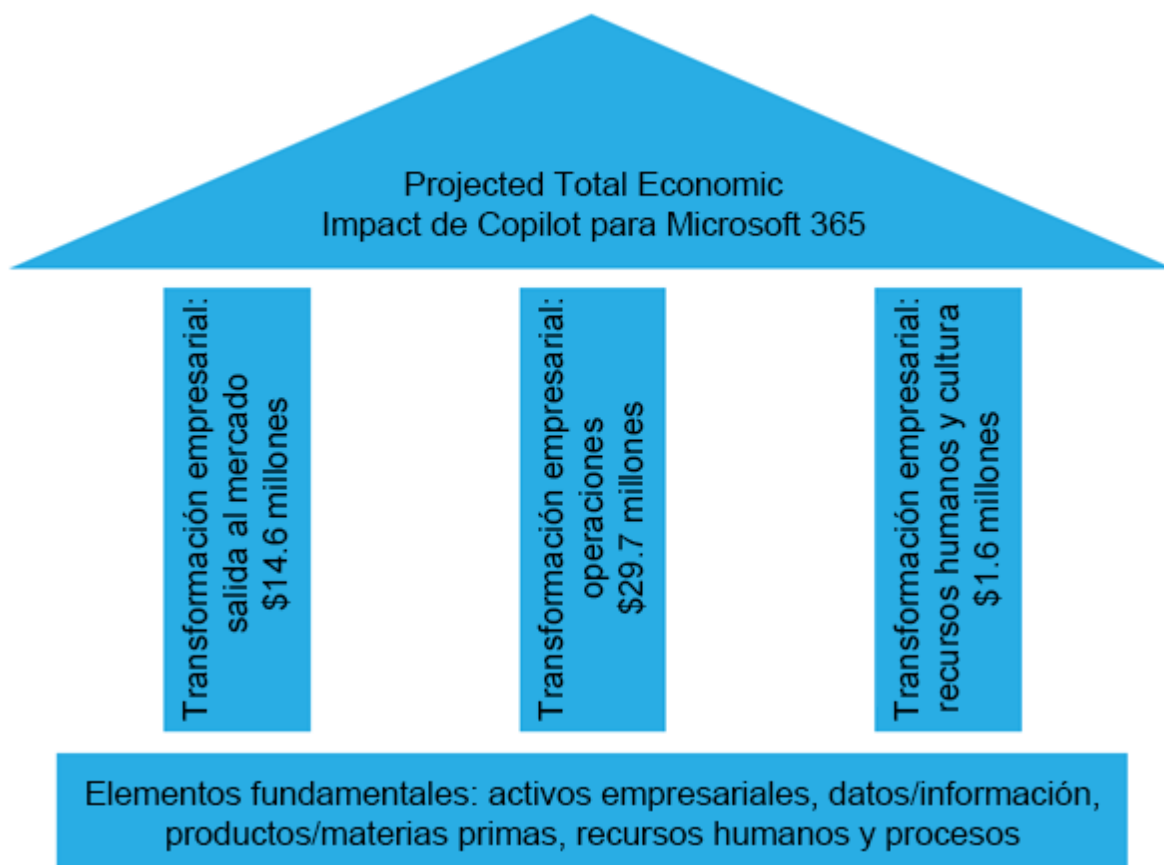 Projected Total Economic
Impact de Copilot para Microsoft 365
Transformación empresarial:
salida al mercado
$14.6 millones
Transformación empresarial:
operaciones
$29.7 millones
Transformación empresarial:
recursos humanos y cultura
$1.6 millones
Elementos fundamentales: activos empresariales, datos/información,
productos/materias primas, recursos humanos y procesos